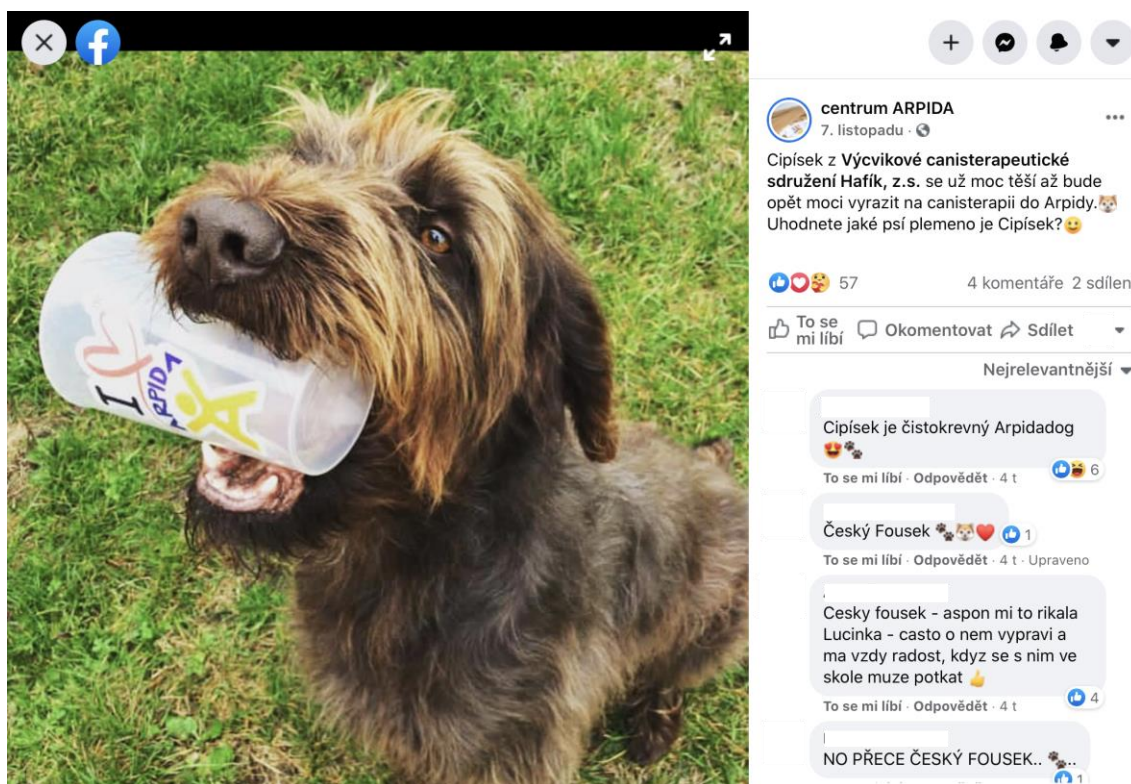 I
ARPIDA
centrum ARPIDA
7. listopadu ·
Cipísek z Výcvikové canisterapeutické
sdružení Hafík, z.s. se už moc těší až bude
opět moci vyrazit na canisterapii do Arpidy.🐕
Uhodnete jaké psí plemeno je Cipísek?🙂
57
4 komentáře 2 sdílen
To se
mi líbí
Okomentovat
Sdílet
Nejrelevantnější
Cipísek je čistokrevný Arpidadog
😍🐾
6
To se mi líbí · Odpovědět · 4 t
Český Fousek 🐾🐕❤️
1
To se mi líbí · Odpovědět · 4 t · Upraveno
Cesky fousek - aspon mi to rikala
Lucinka - casto o nem vypravi a
ma vzdy radost, kdyz se s nim ve
skole muze potkat 👍
4
To se mi líbí · Odpovědět · 4 t
NO PŘECE ČESKÝ FOUSEK.. 🐾..
1